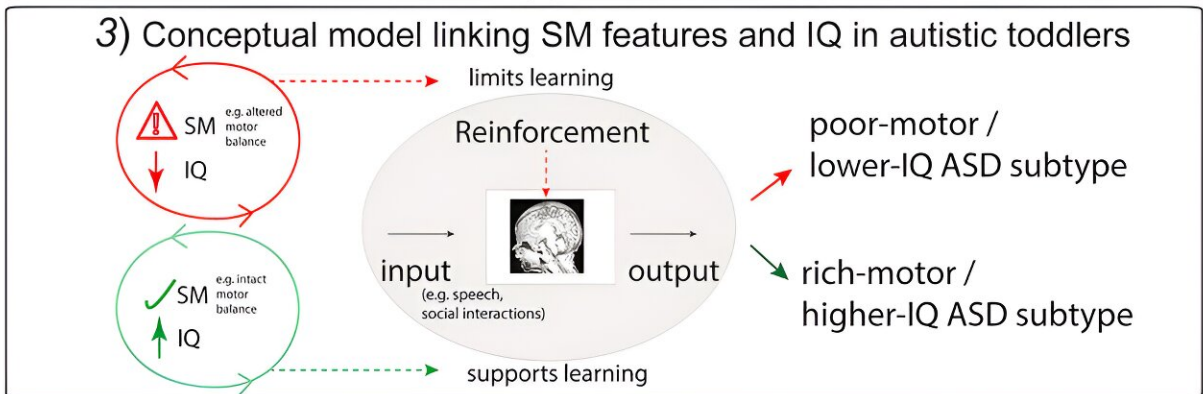 3) Conceptual model linking SM features and IQ in autistic toddlers
SM
e.g. altered
motor
balance
IQ
limits learning
Reinforcement
input
(e.g. speech,
social interactions)
output
poor-motor /
lower-IQ ASD subtype
SM
e.g. intact
motor
balance
IQ
supports learning
rich-motor /
higher-IQ ASD subtype